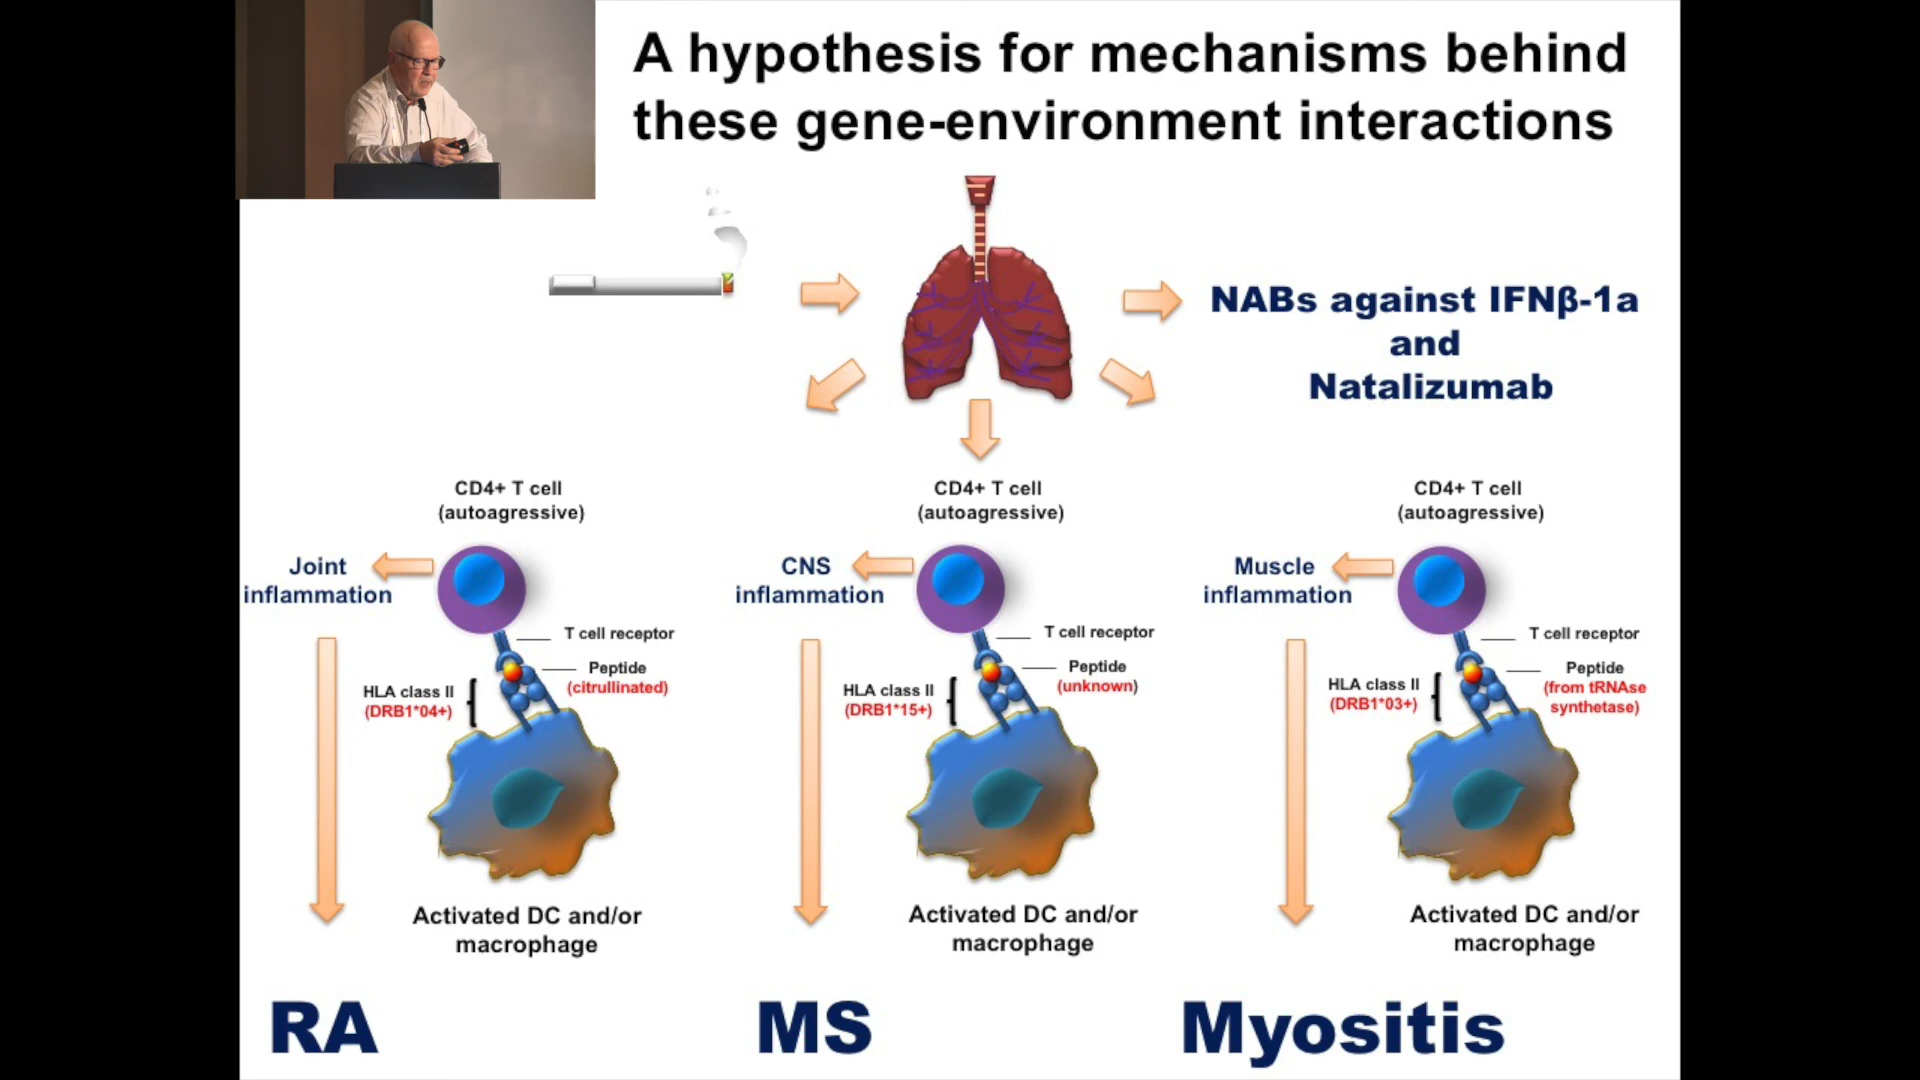 A hypothesis for mechanisms behind
these gene-environment interactions
NABs against IFNβ-1a
and
Natalizumab
CD4+ T cell
(autoagressive)
Joint
inflammation
T cell receptor
Peptide
(citrullinated)
HLA class II
(DRB1*04+)
Activated DC and/or
macrophage
RA
CD4+ T cell
(autoagressive)
CNS
inflammation
T cell receptor
Peptide
(unknown)
HLA class II
(DRB1*15+)
Activated DC and/or
macrophage
MS
CD4+ T cell
(autoagressive)
Muscle
inflammation
T cell receptor
Peptide
(from tRNAse
synthetase)
HLA class II
(DRB1*03+)
Activated DC and/or
macrophage
Myositis